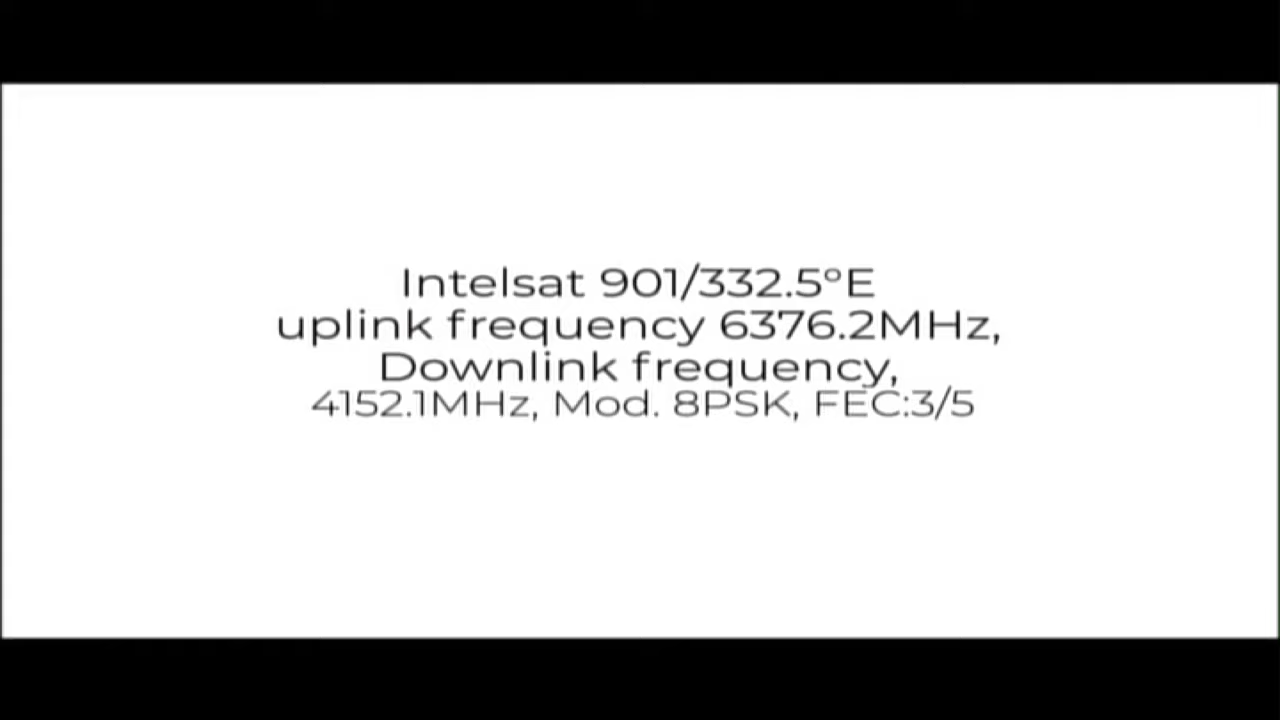 Intelsat 901/332.5°E
uplink frequency 6376.2MHz,
Downlink frequency,
4152.1MHz, Mod. 8PSK, FEC:3/5